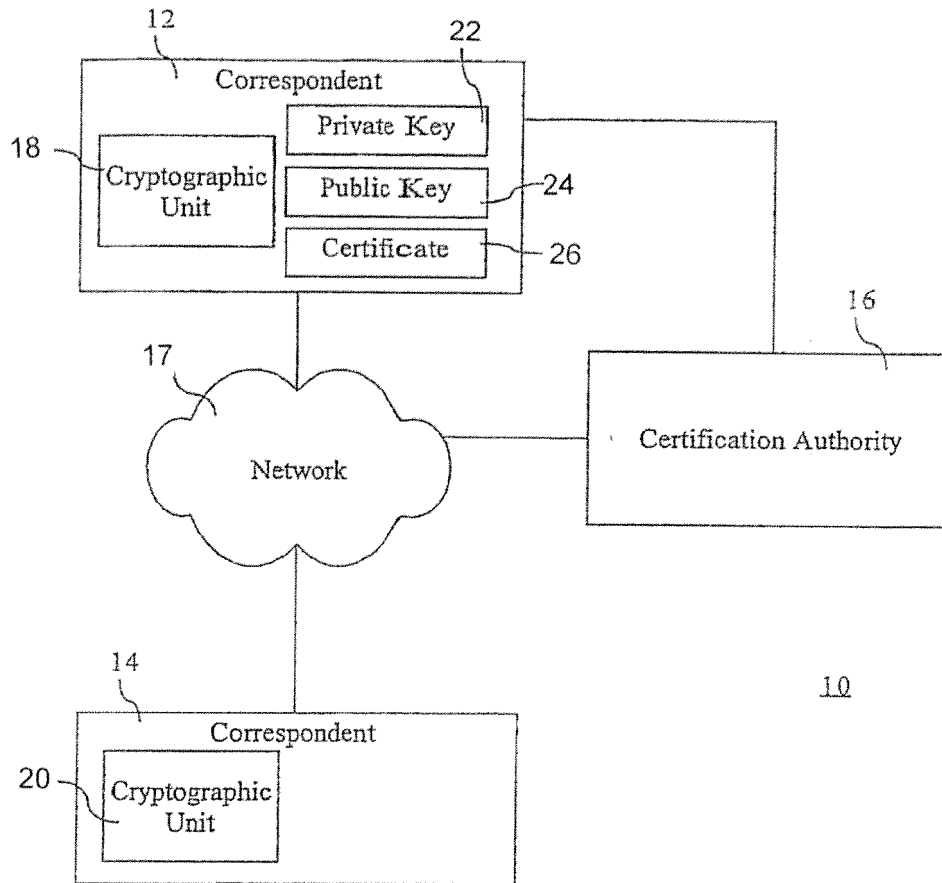 12
22
Correspondent
Private Key
18
Cryptographic
Unit
Public Key
24
Certificate
26
16
17
Certification Authority
Network
14
10
Correspondent
20
Cryptographic
Unit